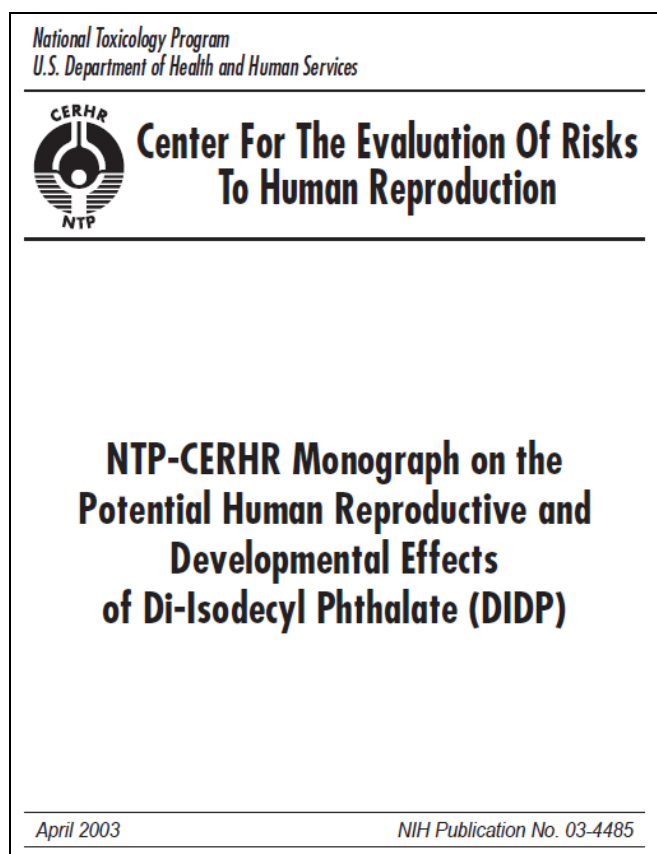 National Toxicology Program
U.S. Department of Health and Human Services
CERHR
NTP
Center For The Evaluation Of Risks
To Human Reproduction
NTP-CERHR Monograph on the
Potential Human Reproductive and
Developmental Effects
of Di-Isodecyl Phthalate (DIDP)
April 2003 NIH Publication No. 03-4485